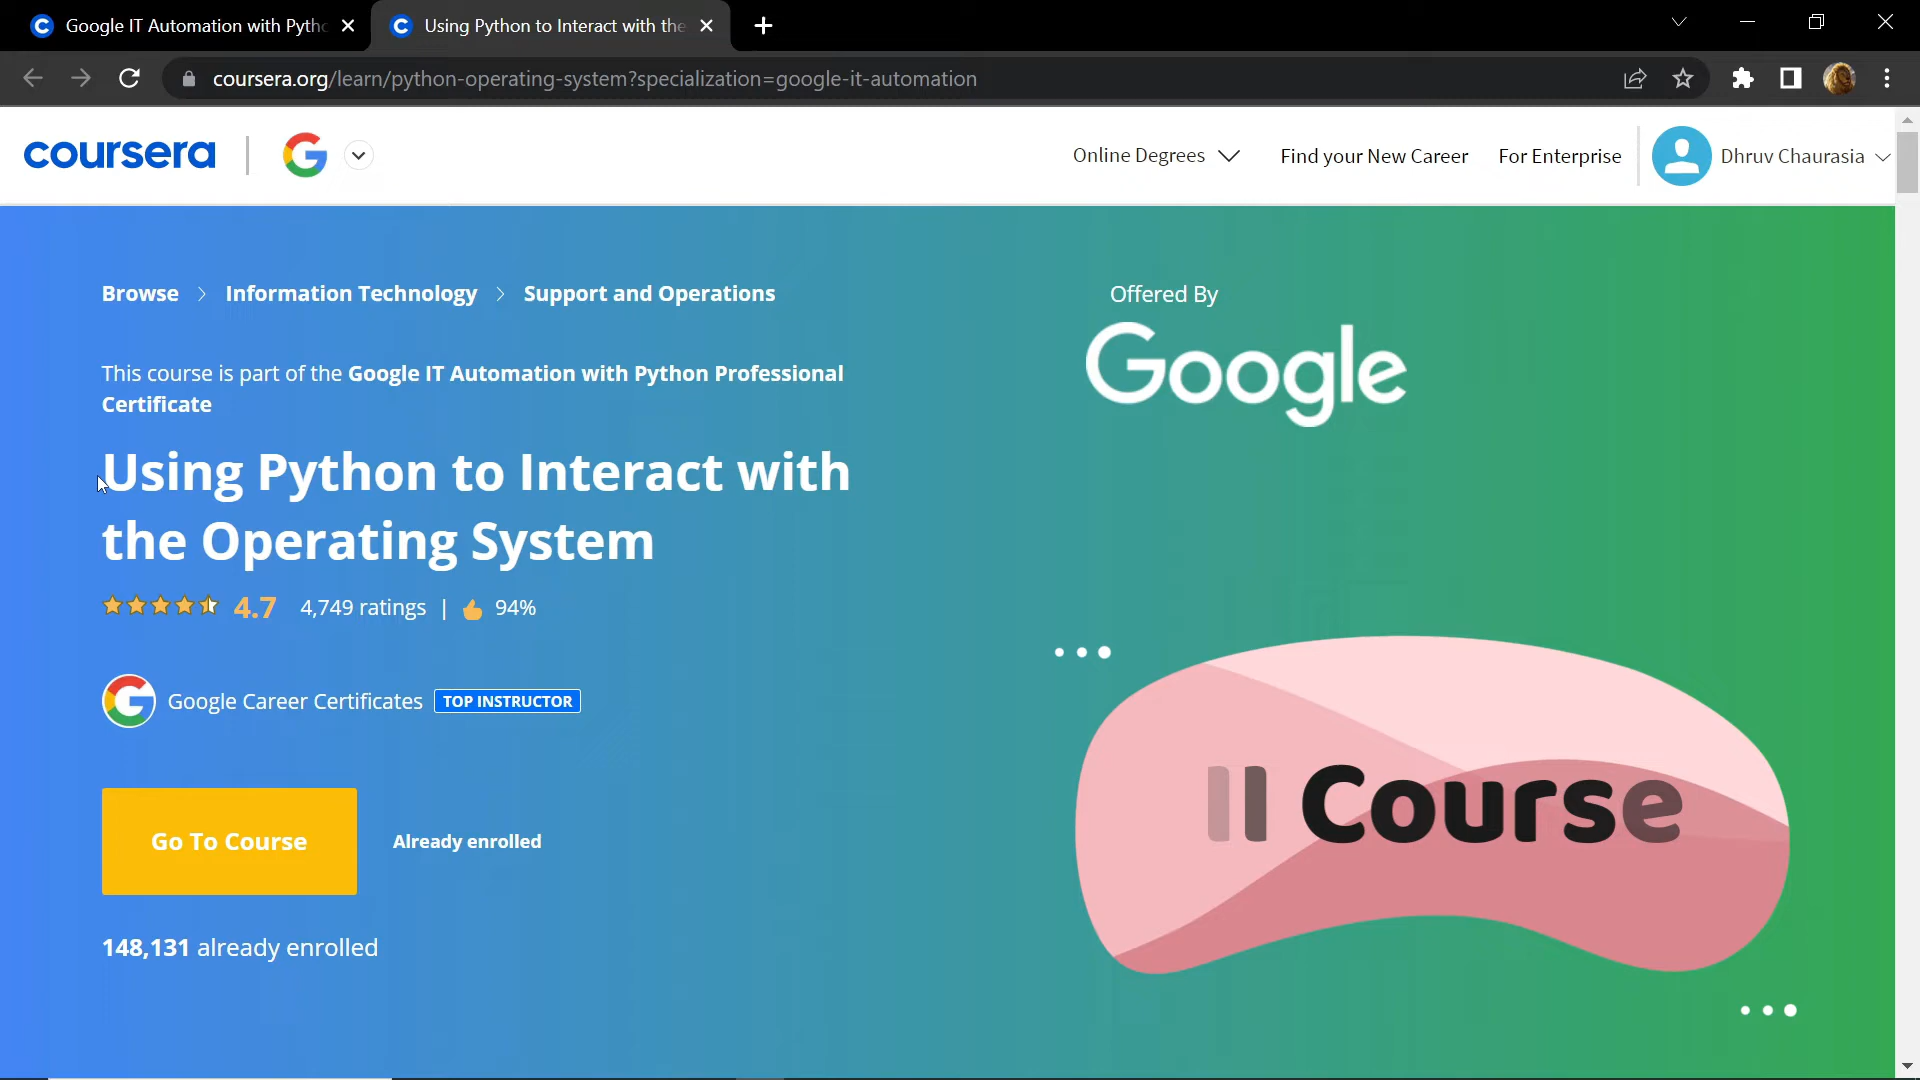 Google IT Automation with Pytho
Using Python to Interact with the
coursera.org/learn/python-operating-system?specialization=google-it-automation
coursera
Online Degrees
Find your New Career
For Enterprise
Dhruv Chaurasia
Browse > Information Technology > Support and Operations
This course is part of the Google IT Automation with Python Professional
Certificate
Using Python to Interact with
the Operating System
4.7 4,749 ratings | 94%
Google Career Certificates TOP INSTRUCTOR
Go To Course
Already enrolled
148,131 already enrolled
Offered By
Google
II Course